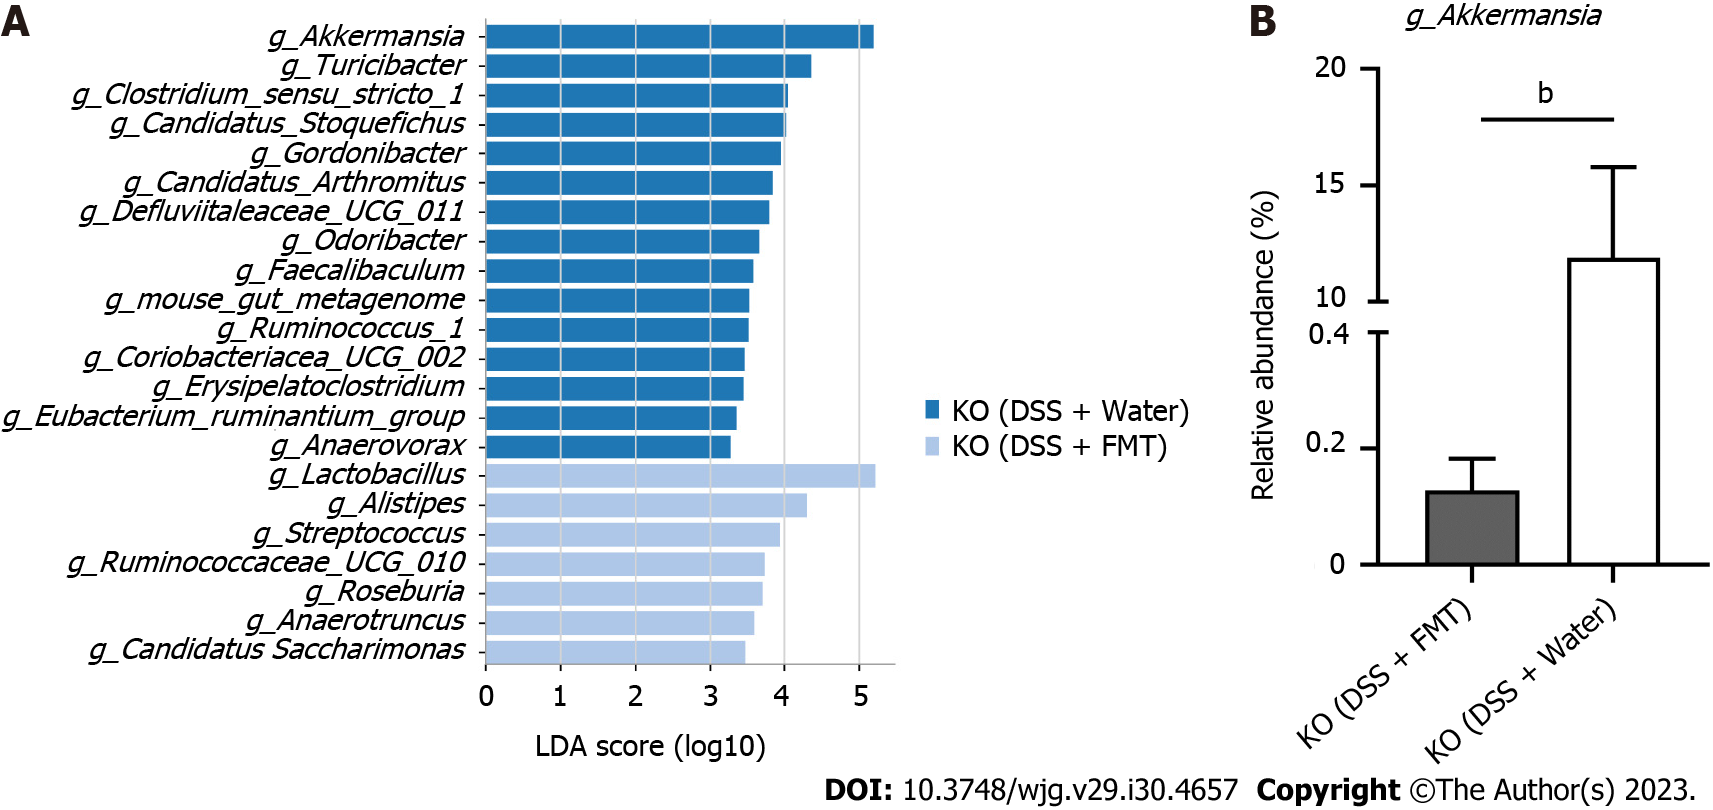 A
g_Akkermansia
g_Turicibacter
g_Clostridium_sensu_stricto_1
g_Candidatus_Stoquefichus
g_Gordonibacter
g_Candidatus_Arthromitus
g_Defluviitaleaceae_UCG_011
g_Odoribacter
g_Faecalibaculum
g_mouse_gut_metagenome
g_Ruminococcus_1
g_Coriobacteriacea_UCG_002
g_Erysipelatoclostridium
g_Eubacterium_ruminantium_group
g_Anaerovorax
g_Lactobacillus
g_Alistipes
g_Streptococcus
g_Ruminococcaceae_UCG_010
g_Roseburia
g_Anaerotruncus
g_Candidatus Saccharimonas
0 1 2 3 4 5
LDA score (log10)
KO (DSS + Water)
KO (DSS + FMT)
B
g_Akkermansia
b
20
15
10
0.4
0.2
0
Relative abundance (%)
KO (DSS + FMT)
KO (DSS + Water)
DOI: 10.3748/wjg.v29.i30.4657 Copyright ©The Author(s) 2023.